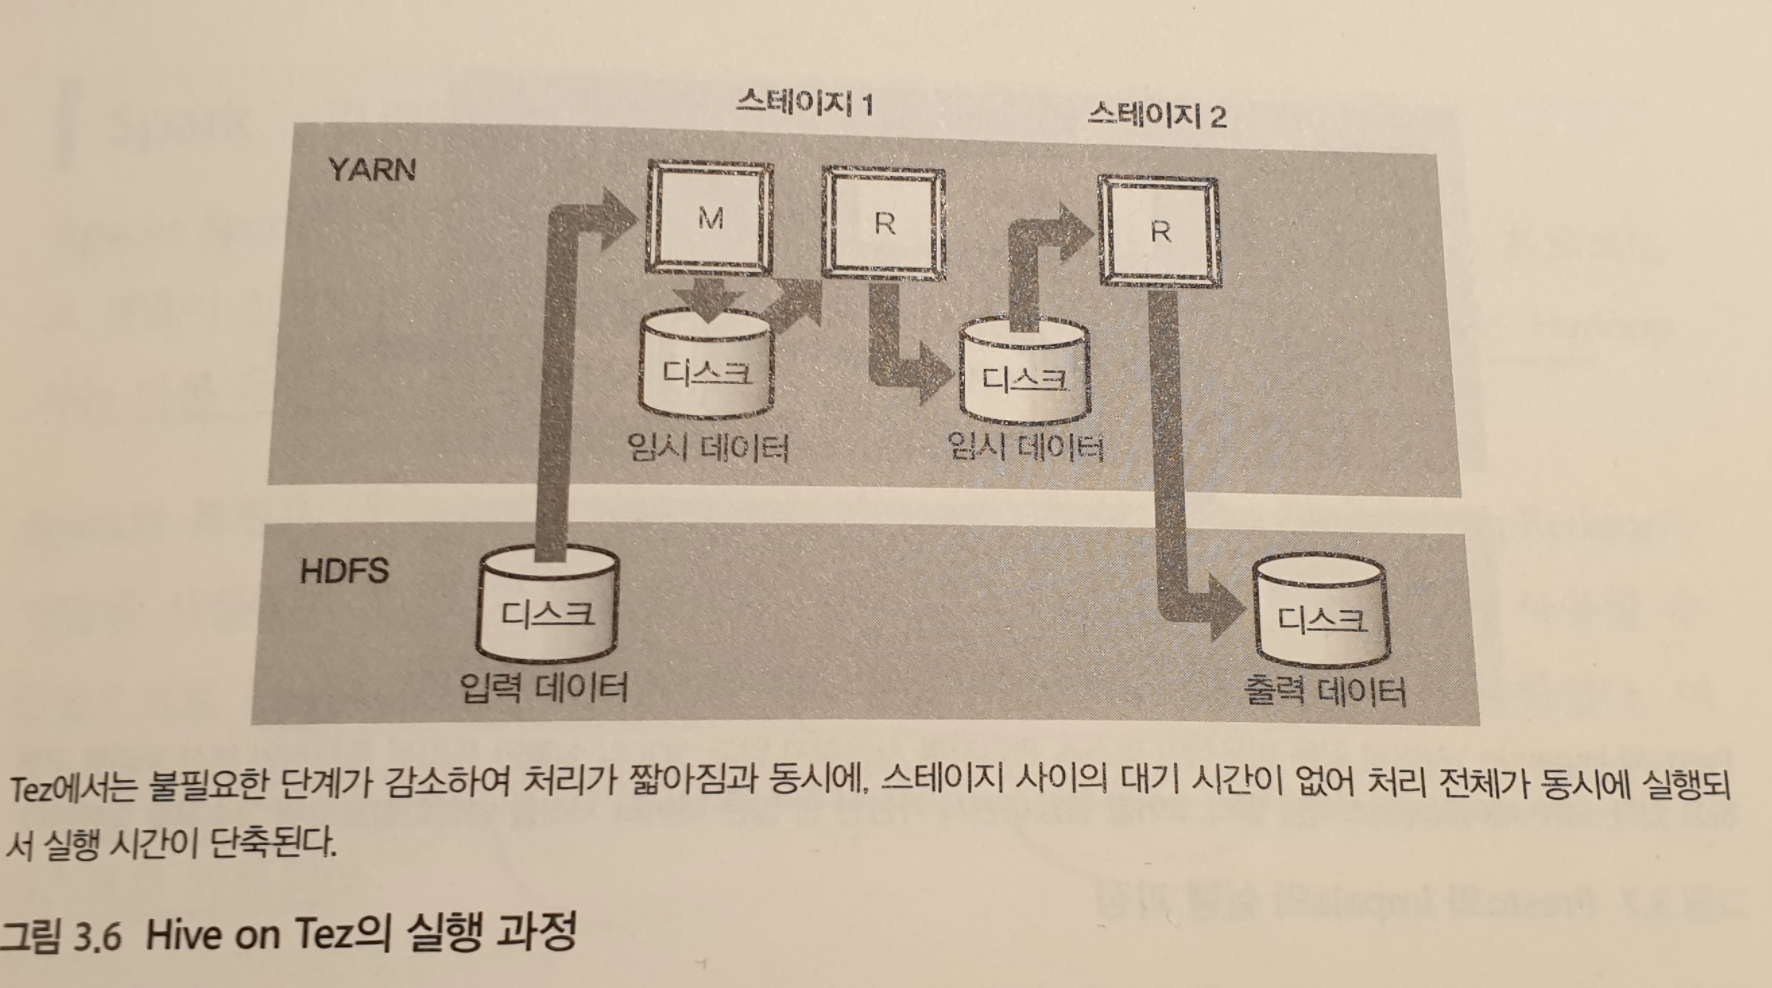 스테이지 1
스테이지 2
YARN
M
R
R
디스크
디스크
임시 데이터
임시 데이터
HDFS
디스크
디스크
입력 데이터
출력 데이터
Tez에서는 불필요한 단계가 감소하여 처리가 짧아짐과 동시에, 스테이지 사이의 대기 시간이 없어 처리 전체가 동시에 실행되
서 실행 시간이 단축된다.
그림 3.6 Hive on Tez의 실행 과정